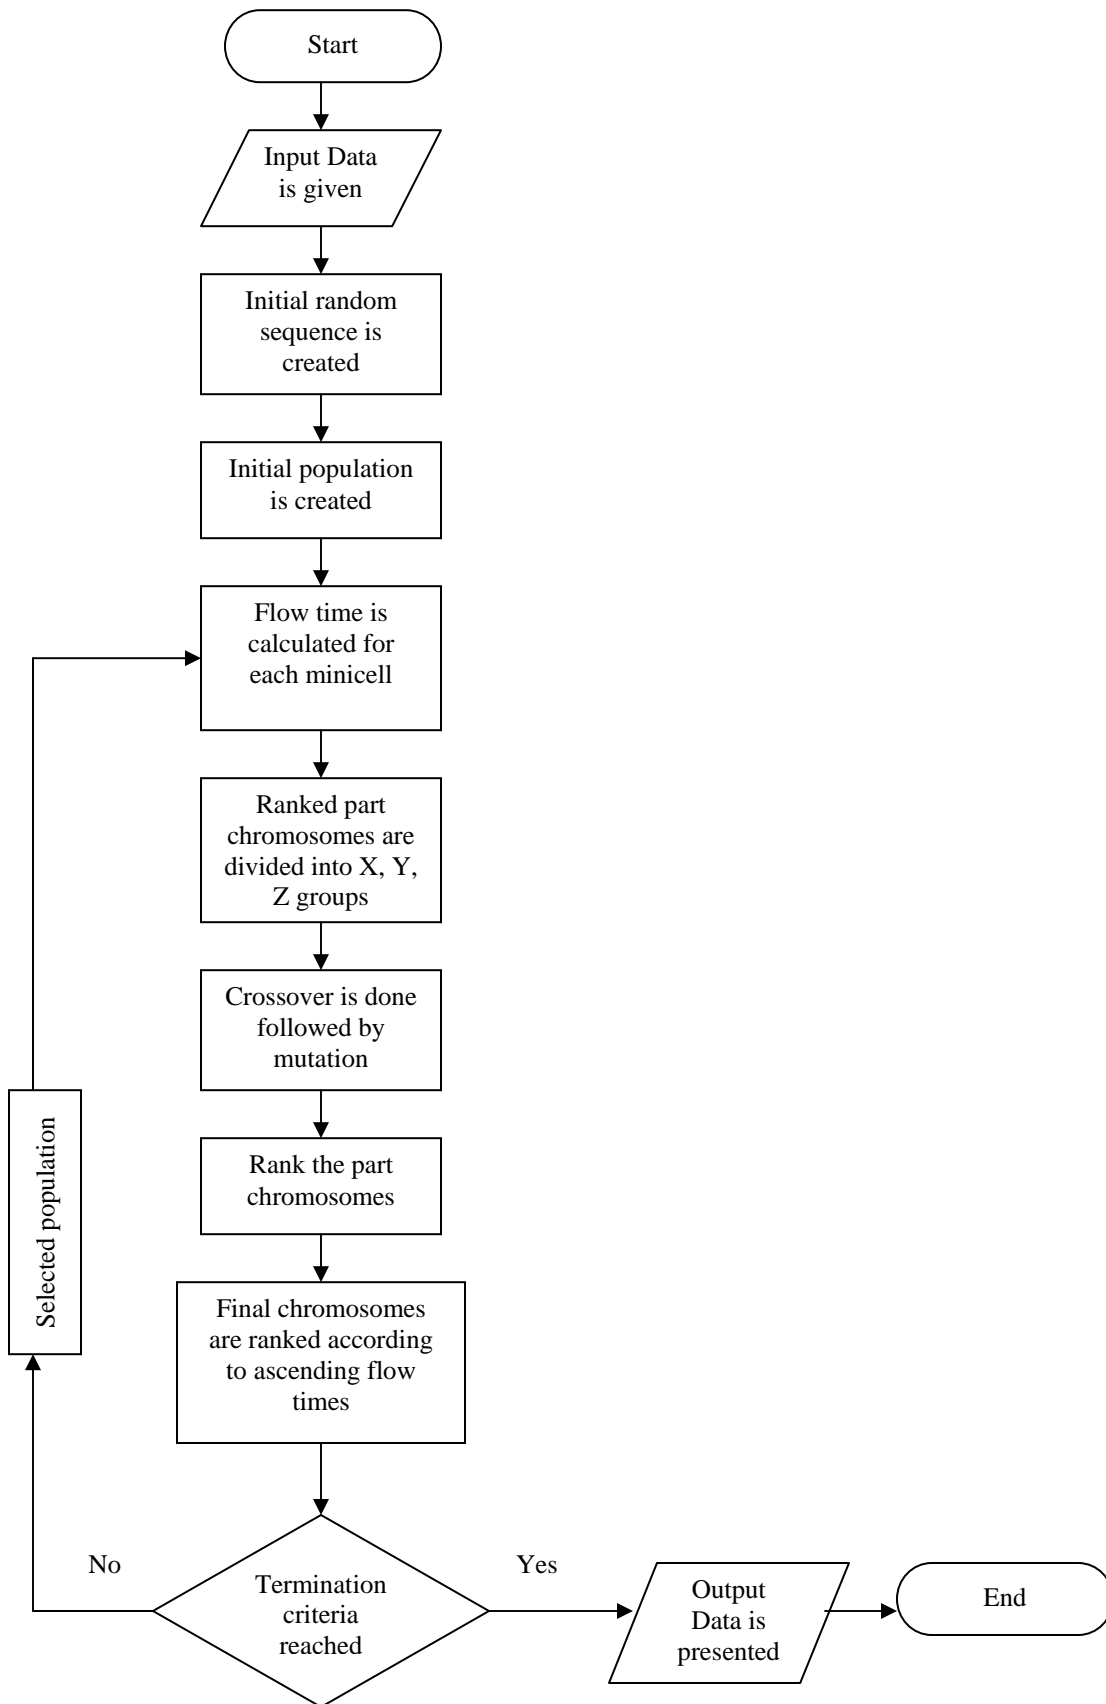 Start
Input Data
is given
Initial random
sequence is
created
Initial population
is created
Flow time is
calculated for
each minicell
Ranked part
chromosomes are
divided into X, Y,
Z groups
Crossover is done
followed by
mutation
Rank the part
chromosomes
Selected population
Final chromosomes
are ranked according
to ascending flow
times
No
Yes
Termination
criteria
reached
Output
Data is
presented
End